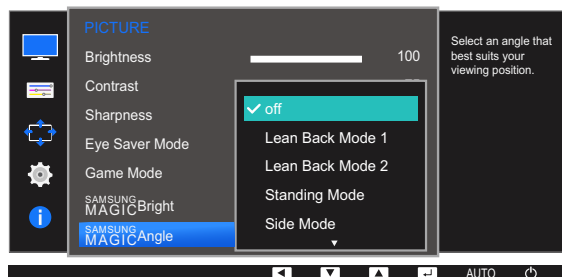 PICTURE
Brightness 100
Contrast
Sharpness
Eye Saver Mode
Game Mode
SAMSUNG
MAGICBright
SAMSUNG
MAGICAngle
off
Lean Back Mode 1
Lean Back Mode 2
Standing Mode
Side Mode
Select an angle that
best suits your
viewing position.
AUTO